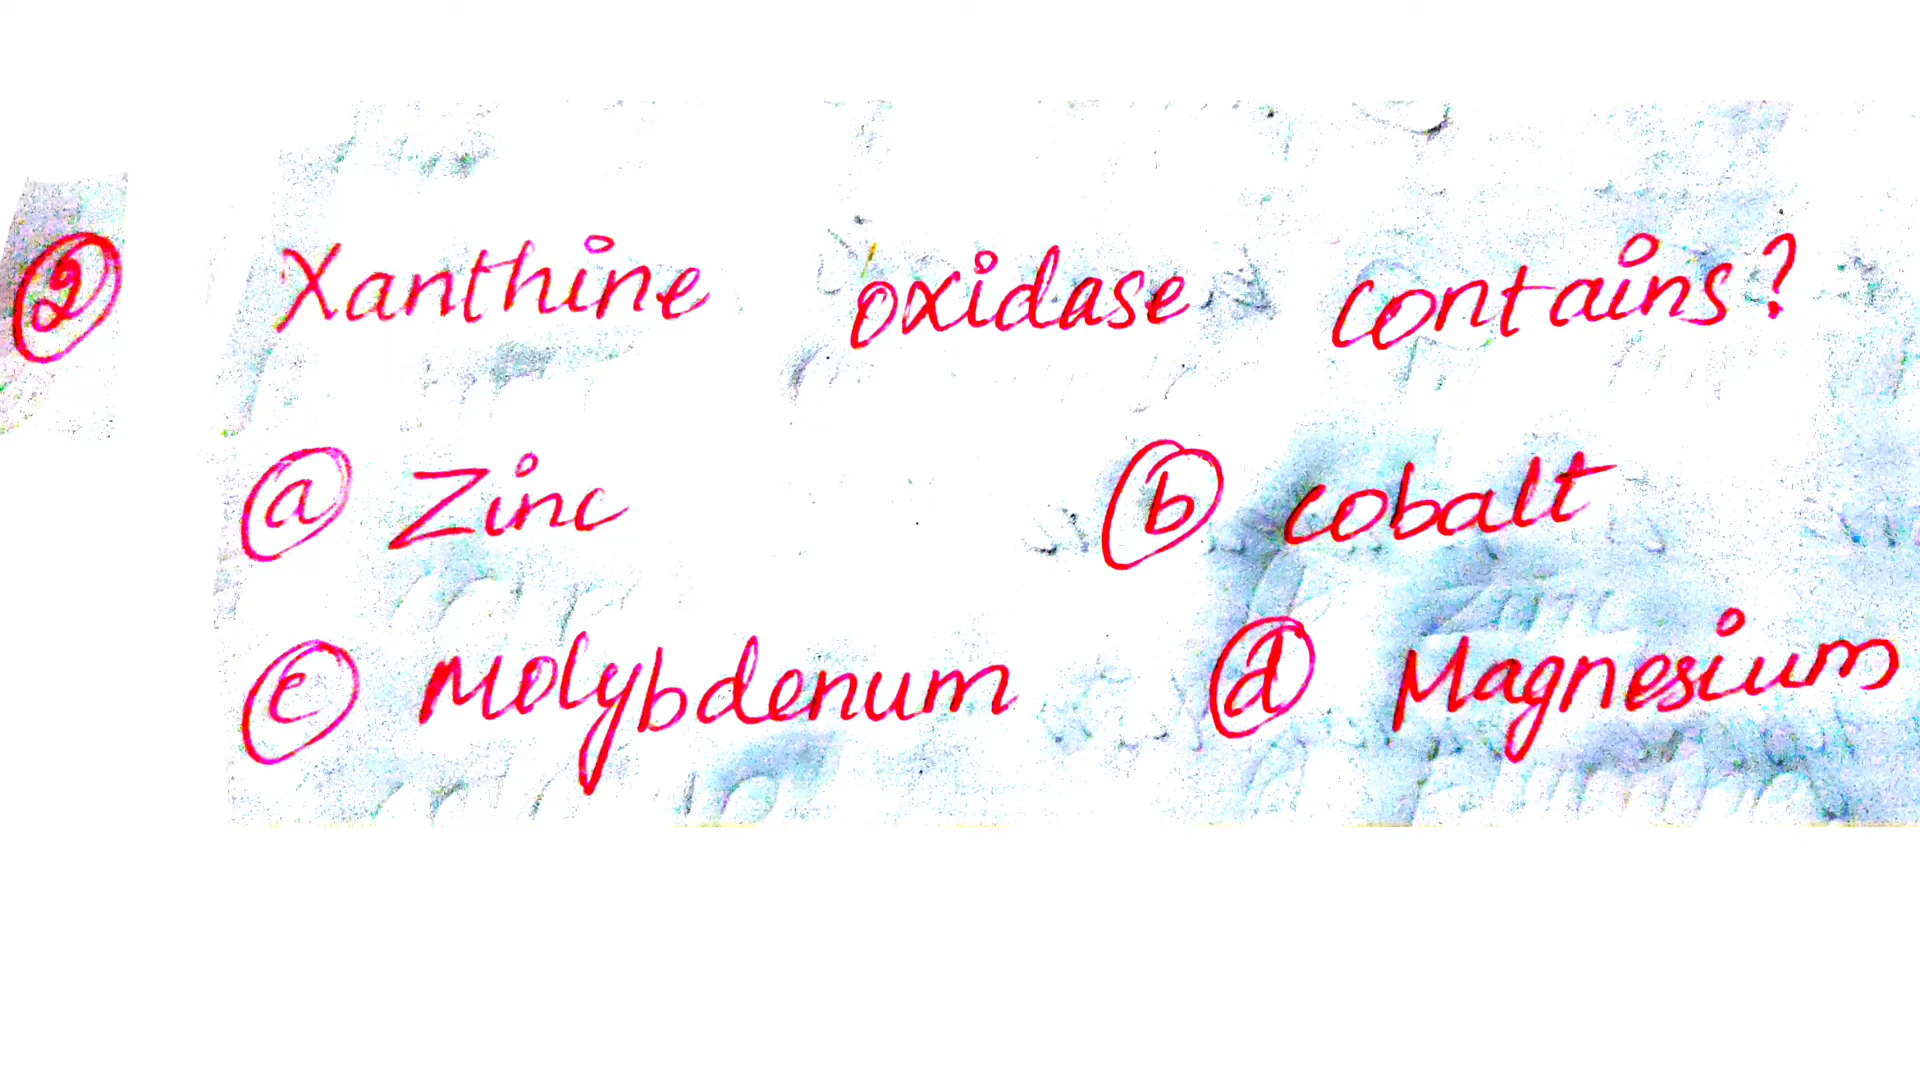 ② Xanthine oxidase contains?
ⓐ Zinc ⓑ cobalt
ⓒ Molybdenum ⓓ Magnesium